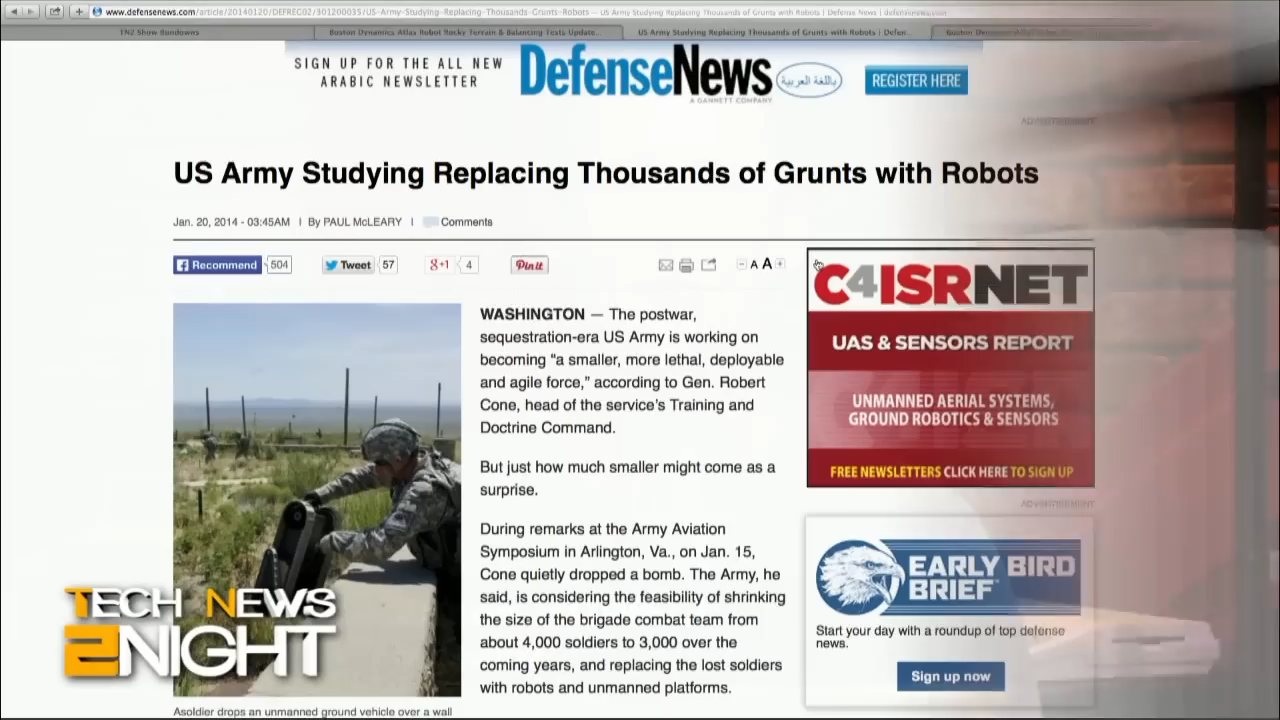 www.defensenews.com/article/20140120/DEFREG02/301200035/US-Army-Studying-Replacing-Thousands-Grunts-Robots — US Army Studying Replacing Thousands of Grunts with Robots | Defense News | defensenews.com
TN2 Show Rundowns
Boston Dynamics Atlas Robot Rocky Terrain & Balancing Tests Update...
US Army Studying Replacing Thousands of Grunts with Robots | Defen...
SIGN UP FOR THE ALL NEW
ARABIC NEWSLETTER
DefenseNews
A GANNETT COMPANY
باللغة العربية
REGISTER HERE
ADVERTISEMENT
US Army Studying Replacing Thousands of Grunts with Robots
Jan. 20, 2014 - 03:45AM | By PAUL McLEARY | Comments
Recommend 504
Tweet 57
g+1 4
Pin it
A A
WASHINGTON — The postwar,
sequestration-era US Army is working on
becoming “a smaller, more lethal, deployable
and agile force,” according to Gen. Robert
Cone, head of the service’s Training and
Doctrine Command.
But just how much smaller might come as a
surprise.
During remarks at the Army Aviation
Symposium in Arlington, Va., on Jan. 15,
Cone quietly dropped a bomb. The Army, he
said, is considering the feasibility of shrinking
the size of the brigade combat team from
about 4,000 soldiers to 3,000 over the
coming years, and replacing the lost soldiers
with robots and unmanned platforms.
Asoldier drops an unmanned ground vehicle over a wall
C4ISRNET
UAS & SENSORS REPORT
UNMANNED AERIAL SYSTEMS,
GROUND ROBOTICS & SENSORS
FREE NEWSLETTERS CLICK HERE TO SIGN UP
ADVERTISEMENT
EARLY BIRD
BRIEF
Start your day with a roundup of top defense
news.
Sign up now
TECH NEWS
2NIGHT